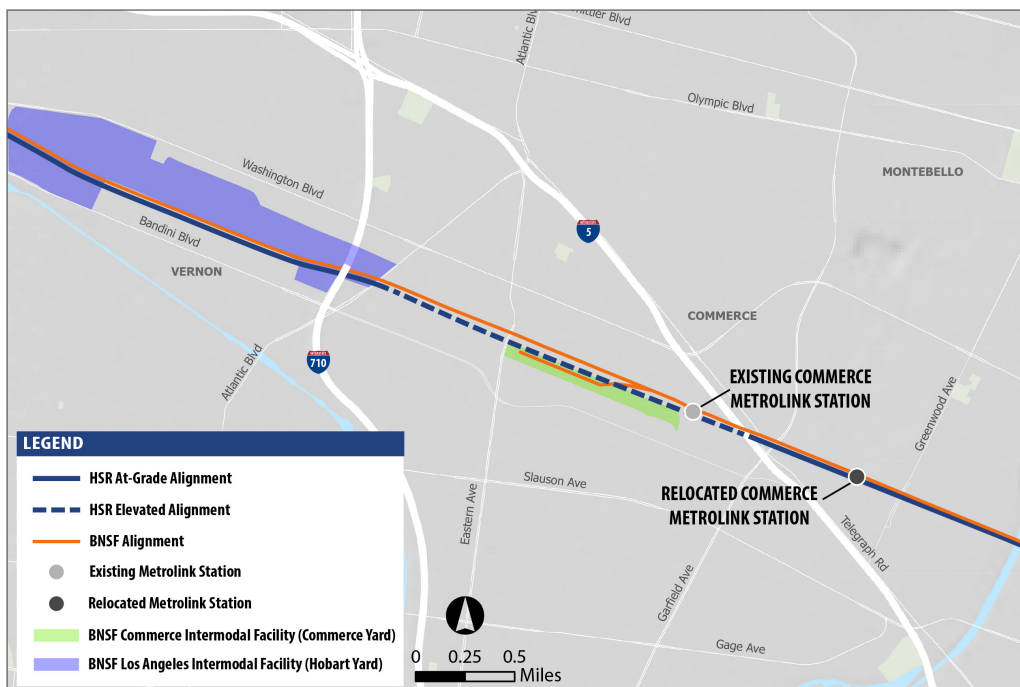 Atlantic Blvd
ittier Blvd
Olympic Blvd
MONTEBELLO
Washington Blvd
Bandini Blvd
VERNON
INTERSTATE
5
COMMERCE
Atlantic Blvd
INTERSTATE
710
EXISTING COMMERCE
METROLINK STATION
Greenwood Ave
Slauson Ave
Eastern Ave
RELOCATED COMMERCE
METROLINK STATION
Telegraph Rd
Garfield Ave
Gage Ave
LEGEND
HSR At-Grade Alignment
HSR Elevated Alignment
BNSF Alignment
Existing Metrolink Station
Relocated Metrolink Station
BNSF Commerce Intermodal Facility (Commerce Yard)
BNSF Los Angeles Intermodal Facility (Hobart Yard)
0 0.25 0.5
Miles